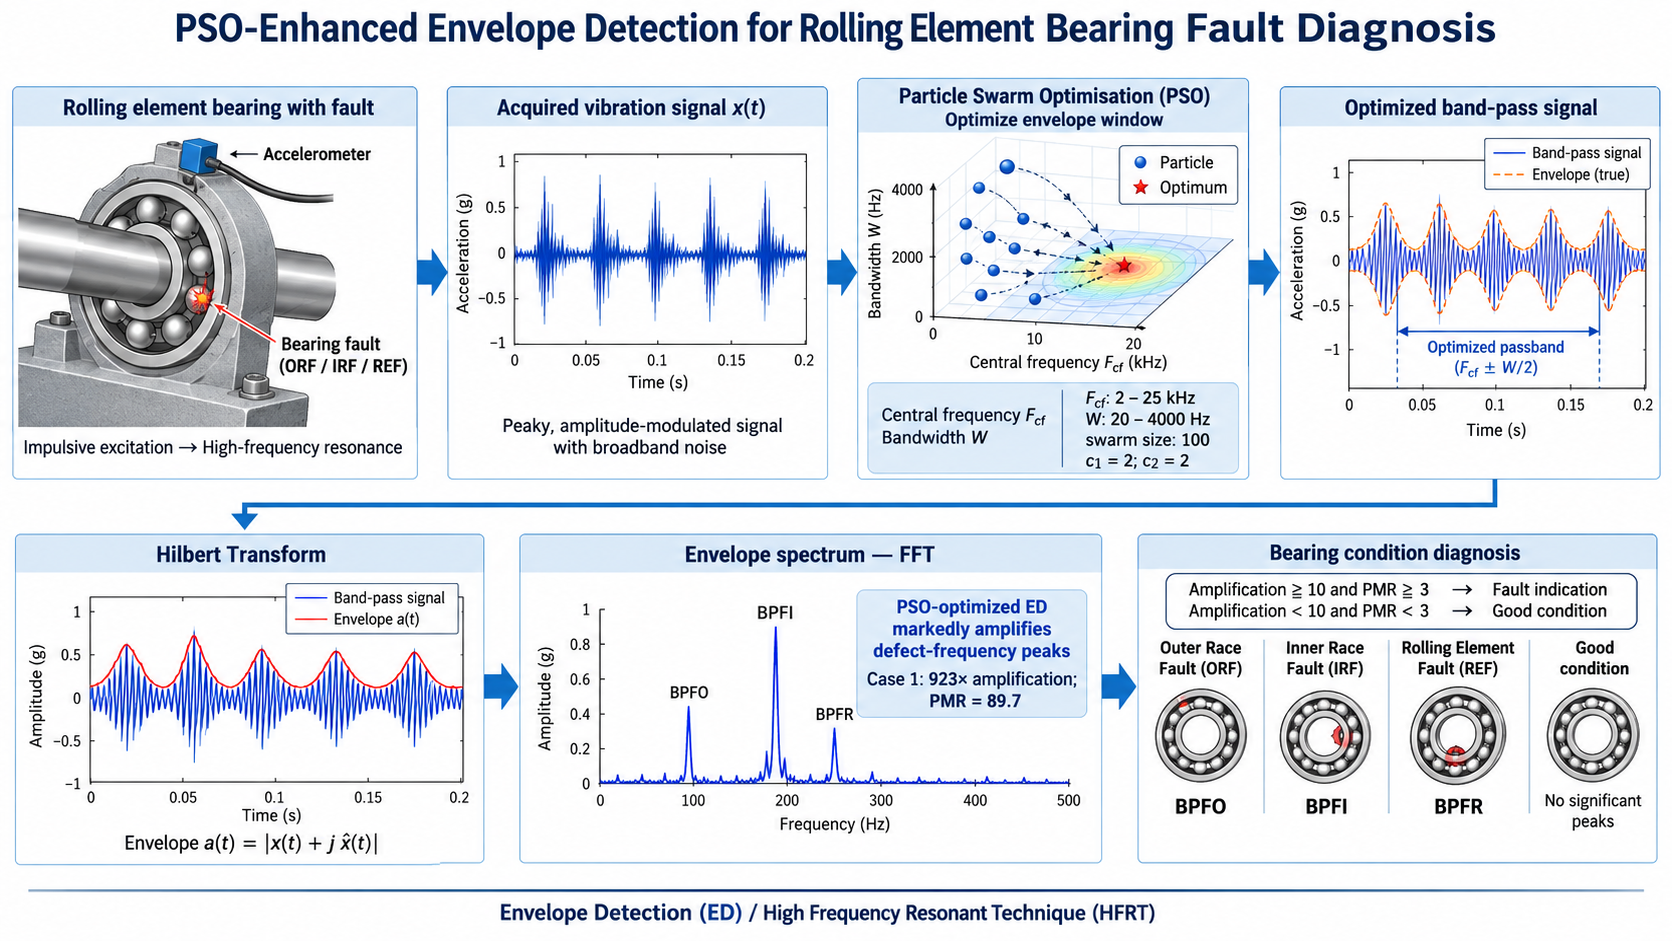 PSO-Enhanced Envelope Detection for Rolling Element Bearing Fault Diagnosis
Rolling element bearing with fault
Accelerometer
Bearing fault
(ORF / IRF / REF)
Impulsive excitation → High-frequency resonance
Acquired vibration signal x(t)
Acceleration (g)
1
0.5
0
−0.5
−1
0
0.05
0.1
0.15
0.2
Time (s)
Peaky, amplitude-modulated signal
with broadband noise
Particle Swarm Optimisation (PSO)
Optimize envelope window
Particle
Optimum
Bandwidth W (Hz)
4000
2000
0
0
10
20
Central frequency Fcf (kHz)
Central frequency Fcf
Bandwidth W
Fcf: 2 – 25 kHz
W: 20 – 4000 Hz
swarm size: 100
c1 = 2; c2 = 2
Optimized band-pass signal
Band-pass signal
Envelope (true)
Acceleration (g)
1
0.5
0
−0.5
−1
Optimized passband
(Fcf ± W/2)
0
0.05
0.1
0.15
0.2
Time (s)
Hilbert Transform
Band-pass signal
Envelope a(t)
Amplitude (g)
1
0.5
0
−0.5
−1
0
0.05
0.1
0.15
0.2
Time (s)
Envelope a(t) = |x(t) + j x̂(t)|
Envelope spectrum — FFT
Amplitude (g)
1
0.8
0.6
0.4
0.2
0
BPFO
BPFI
BPFR
0
100
200
300
400
500
Frequency (Hz)
PSO-optimized ED
markedly amplifies
defect-frequency peaks
Case 1: 923× amplification;
PMR = 89.7
Bearing condition diagnosis
Amplification ≧ 10 and PMR ≧ 3 → Fault indication
Amplification < 10 and PMR < 3 → Good condition
Outer Race
Fault (ORF)
BPFO
Inner Race
Fault (IRF)
BPFI
Rolling Element
Fault (REF)
BPFR
Good
condition
No significant
peaks
Envelope Detection (ED) / High Frequency Resonant Technique (HFRT)